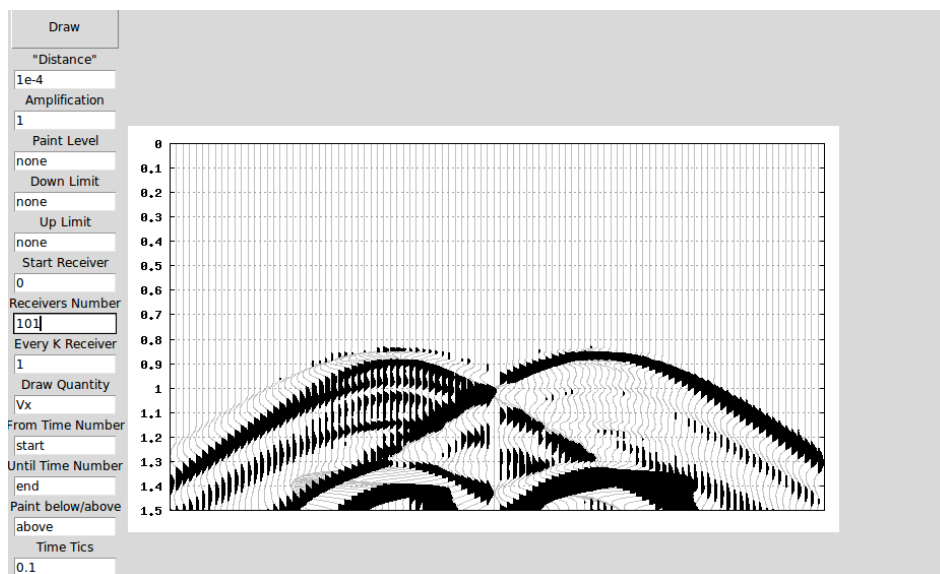 Draw
"Distance"
1e-4
Amplification
1
Paint Level
none
Down Limit
none
Up Limit
none
Start Receiver
0
Receivers Number
101
Every K Receiver
1
Draw Quantity
Vx
From Time Number
start
Until Time Number
end
Paint below/above
above
Time Tics
0.1
0
0.1
0.2
0.3
0.4
0.5
0.6
0.7
0.8
0.9
1
1.1
1.2
1.3
1.4
1.5